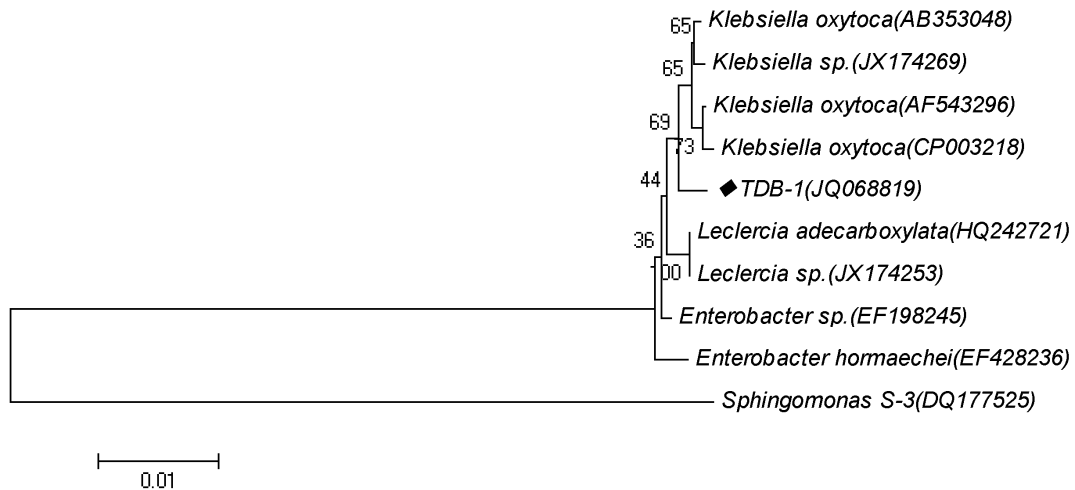 65 Klebsiella oxytoca(AB353048)
65 Klebsiella sp.(JX174269)
Klebsiella oxytoca(AF543296)
69
73 Klebsiella oxytoca(CP003218)
44 TDB-1(JQ068819)
Leclercia adecarboxylata(HQ242721)
36
100 Leclercia sp.(JX174253)
Enterobacter sp.(EF198245)
Enterobacter hormaechei(EF428236)
Sphingomonas S-3(DQ177525)
0.01